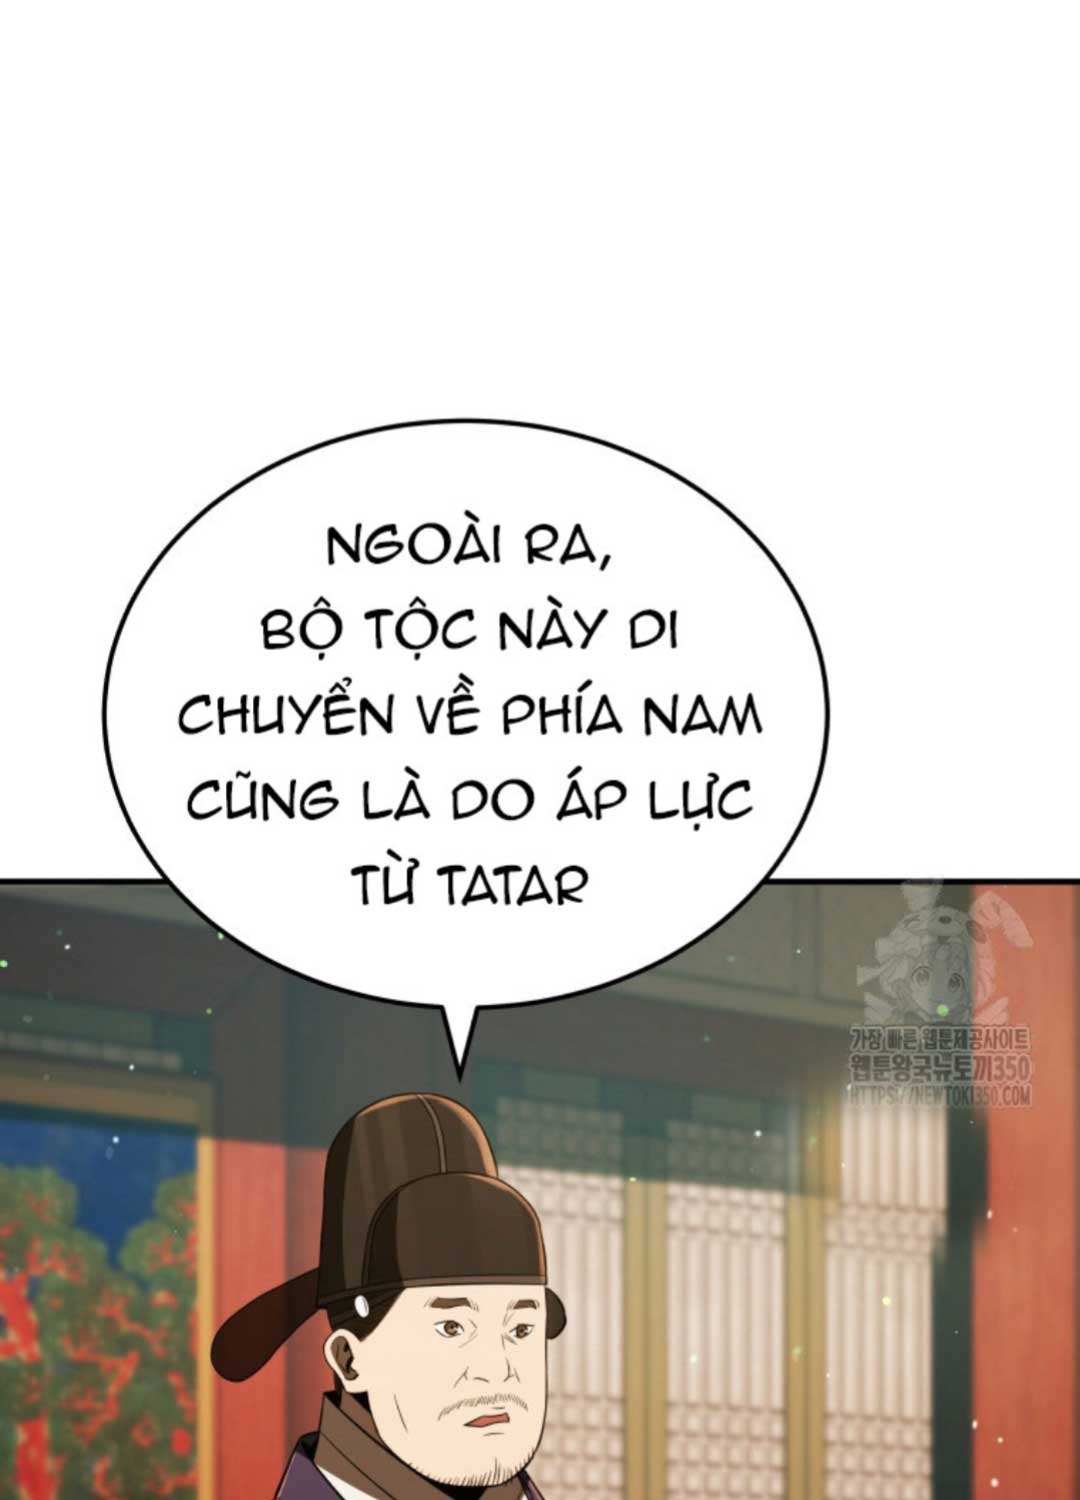 NGOÀI RA,
BỘ TỘC NÀY DI
CHUYỂN VỀ PHÍA NAM
CŨNG LÀ DO ÁP LỰC
TỪ TATAR
가장 빠른 웹툰제공사이트
웹툰왕국뉴토끼350
HTTPS://NEWTOKI350.COM